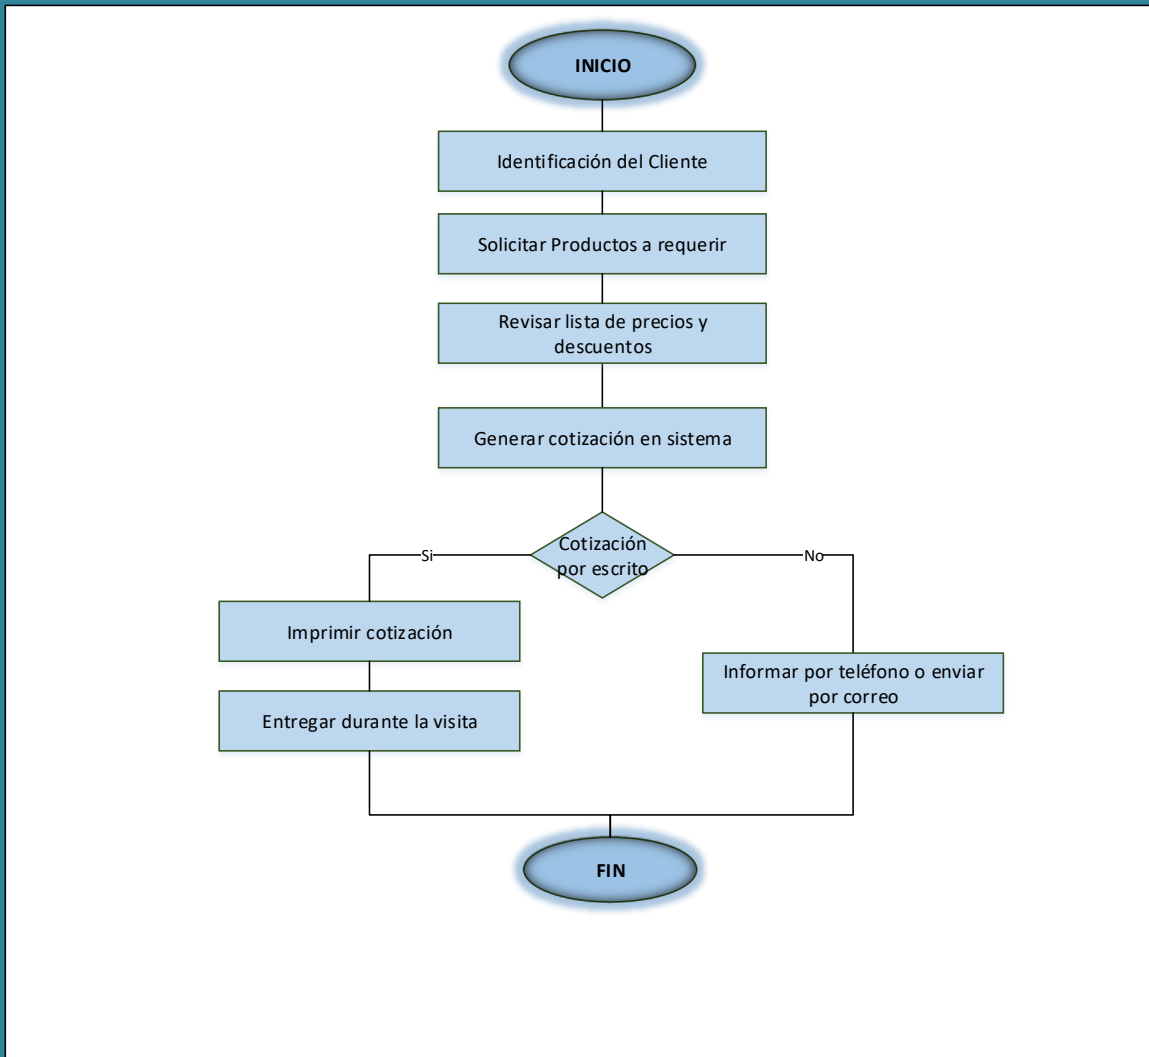 INICIO
Identificación del Cliente
Solicitar Productos a requerir
Revisar lista de precios y
descuentos
Generar cotización en sistema
Cotización
por escrito
Si
No
Imprimir cotización
Informar por teléfono o enviar
por correo
Entregar durante la visita
FIN